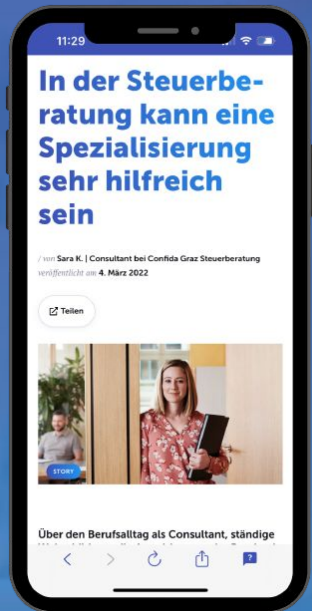 11:29
In der Steuerbe-
ratung kann eine
Spezialisierung
sehr hilfreich
sein
/ von Sara K. | Consultant bei Confida Graz Steuerberatung
veröffentlicht am 4. März 2022
Teilen
STORY
Über den Berufsalltag als Consultant, ständige